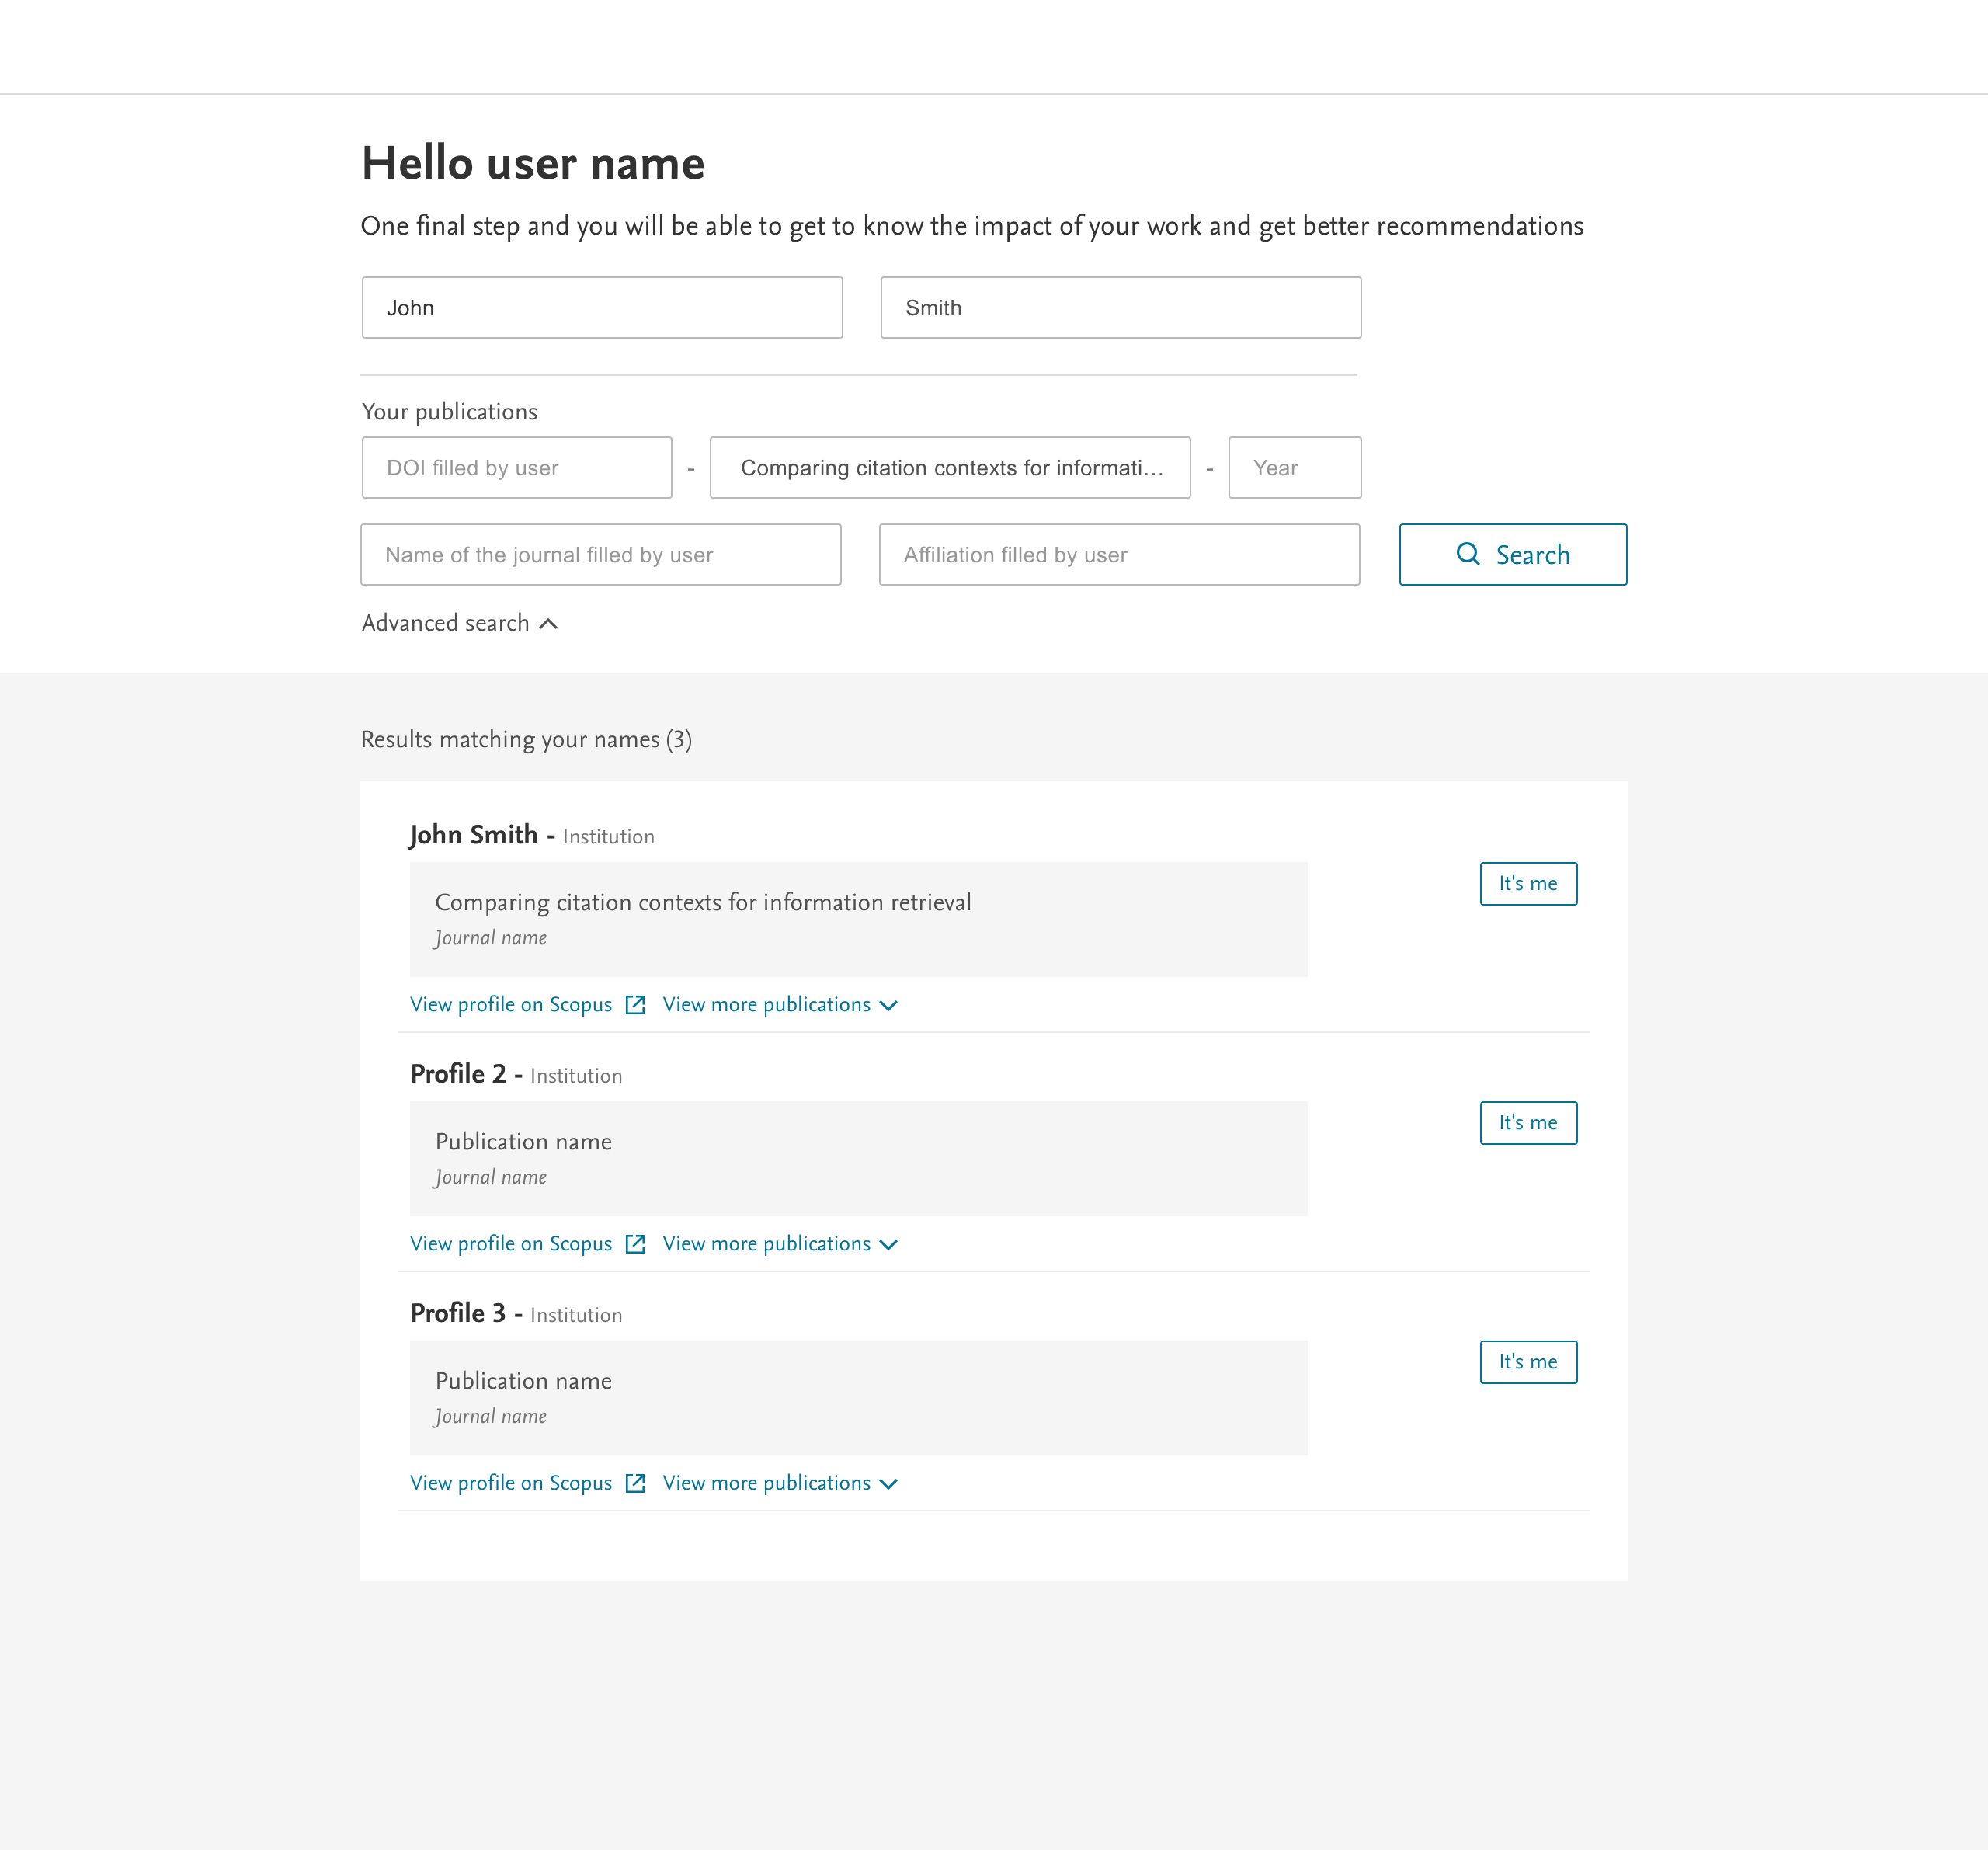 Hello user name
One final step and you will be able to get to know the impact of your work and get better recommendations
John Smith
Your publications
DOI filled by user - Comparing citation contexts for informati... - Year
Name of the journal filled by user Affiliation filled by user Search
Advanced search
Results matching your names (3)
John Smith - Institution
It's me
Comparing citation contexts for information retrieval
Journal name
View profile on Scopus View more publications
Profile 2 - Institution
It's me
Publication name
Journal name
View profile on Scopus View more publications
Profile 3 - Institution
It's me
Publication name
Journal name
View profile on Scopus View more publications